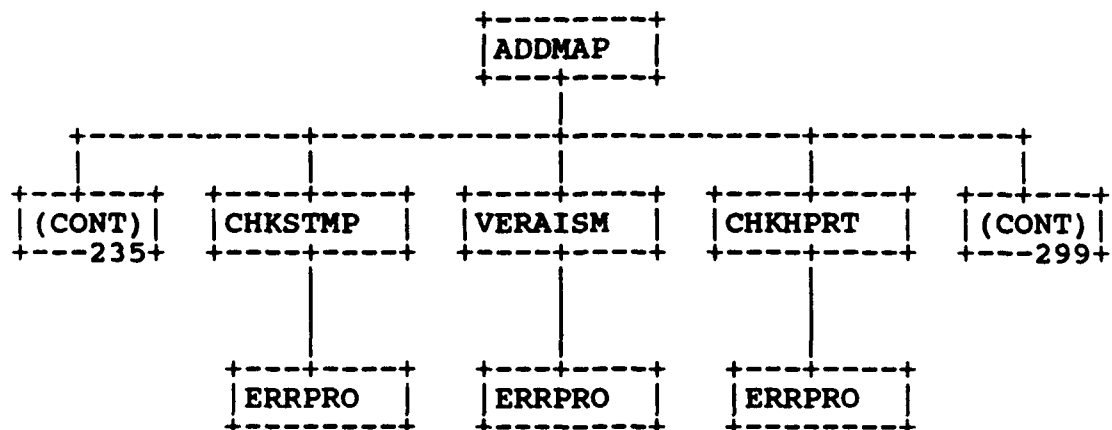 ADDMAP
(CONT) CHKSTMP VERAISM CHKHPRT (CONT)
235 299
ERRPRO ERRPRO ERRPRO